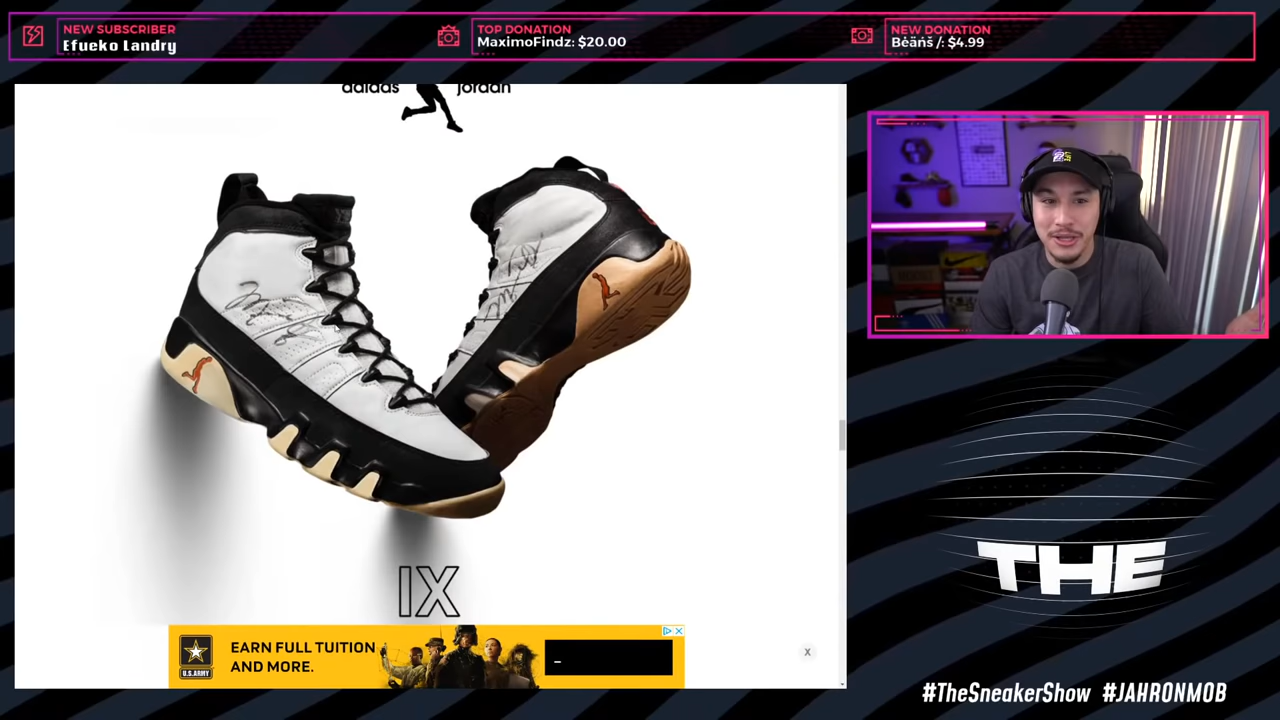 NEW SUBSCRIBER
Efueko Landry
TOP DONATION
MaximoFindz: $20.00
NEW DONATION
Bėäńš /: $4.99
adidas jordan
IX
EARN FULL TUITION
AND MORE.
U.S.ARMY
X
THE
#TheSneakerShow #JAHRONMOB